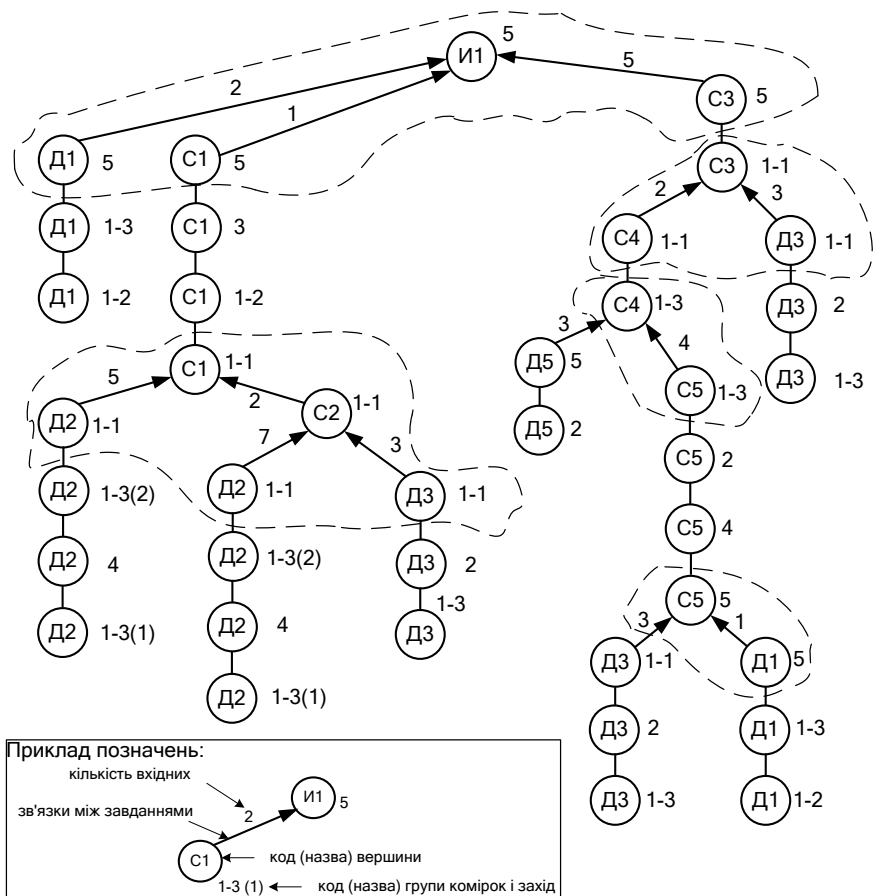 И1 5
2 5
1
С3 5
Д1 5 С1 5
С3 1-1
2 3
Д1 1-3 С1 3
С4 1-1 Д3 1-1
Д1 1-2 С1 1-2
С4 1-3 Д3 2
3 4
С1 1-1
Д5 5
5 2
Д3 1-3
С5 1-3
Д2 1-1 С2 1-1
Д5 2
7 3
С5 2
Д2 1-3(2) Д2 1-1 Д3 1-1
С5 4
Д2 4 Д2 1-3(2) Д3 2
С5 5
1-3
3 1
Д2 1-3(1) Д2 4 Д3
Д3 1-1 Д1 5
Д2 1-3(1)
Д3 2 Д1 1-3
Д3 1-3 Д1 1-2
Приклад позначень:
кількість вхідних
И1 5
зв'язки між завданнями
2
С1
код (назва) вершини
1-3 (1) код (назва) групи комірок і захід